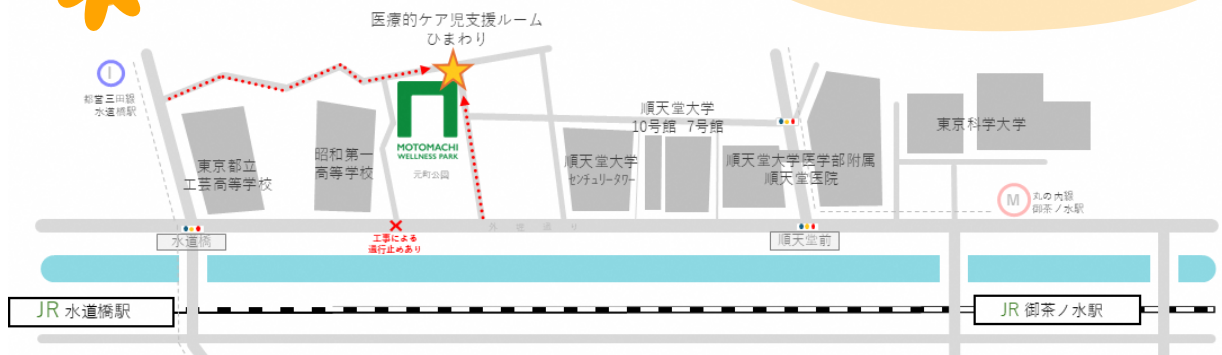 医療的ケア児支援ルーム
ひまわり
I
都営三田線
水道橋駅
順天堂大学
10号館 7号館
東京科学大学
MOTOMACHI
WELLNESS PARK
元町公園
東京都立
工芸高等学校
昭和第一
高等学校
順天堂大学
センチュリータワー
順天堂大学医学部附属
順天堂医院
M
丸の内線
御茶ノ水駅
外堀通り
水道橋
工事による
通行止めあり
順天堂前
JR 水道橋駅
JR 御茶ノ水駅